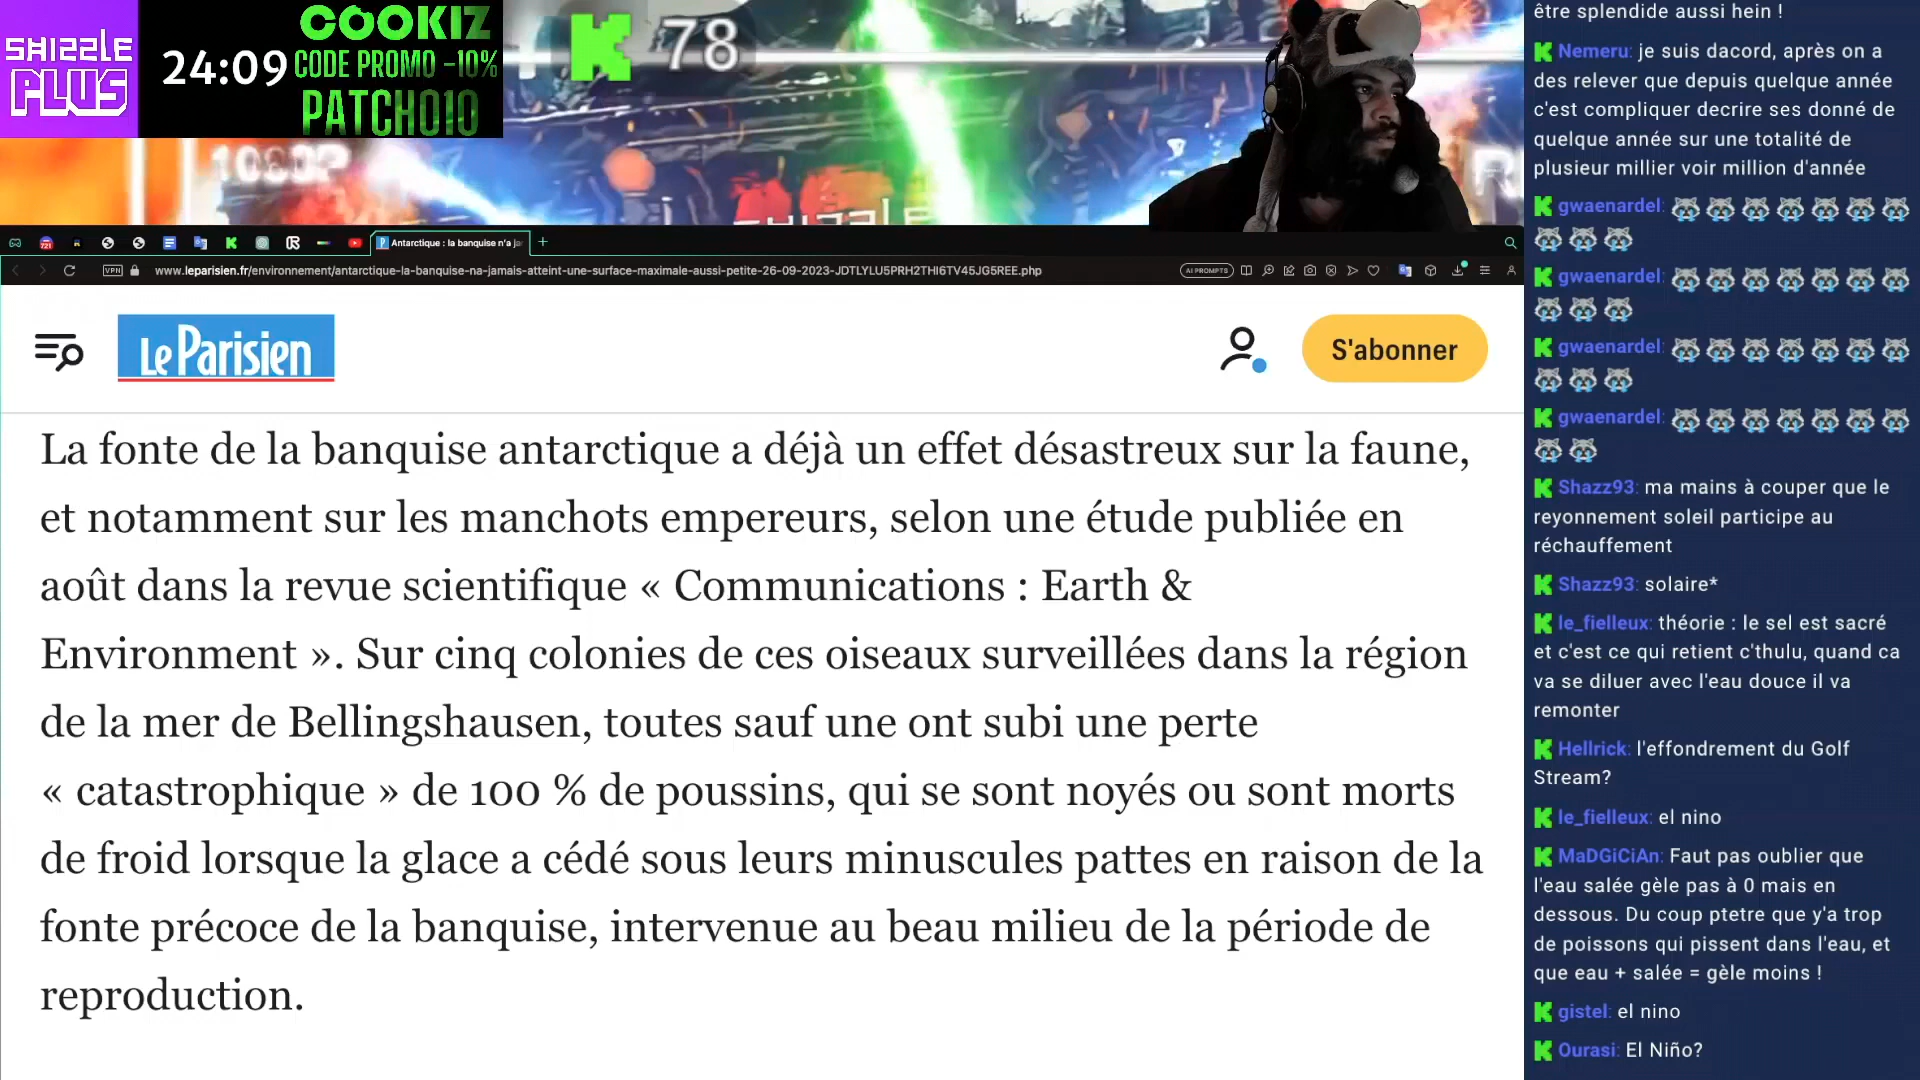 SHIZZLE
PLUS
24:09
COOKIZ
CODE PROMO -10%
PATCHO10
78
1080P
Antarctique : la banquise n'a ja
VPN
www.leparisien.fr/environnement/antarctique-la-banquise-na-jamais-atteint-une-surface-maximale-aussi-petite-26-09-2023-JDTLYLU5PRH2THI6TV45JG5REE.php
AI PROMPTS
Le Parisien
S'abonner
La fonte de la banquise antarctique a déjà un effet désastreux sur la faune,
et notamment sur les manchots empereurs, selon une étude publiée en
août dans la revue scientifique « Communications : Earth &
Environment ». Sur cinq colonies de ces oiseaux surveillées dans la région
de la mer de Bellingshausen, toutes sauf une ont subi une perte
« catastrophique » de 100 % de poussins, qui se sont noyés ou sont morts
de froid lorsque la glace a cédé sous leurs minuscules pattes en raison de la
fonte précoce de la banquise, intervenue au beau milieu de la période de
reproduction.
être splendide aussi hein !
Nemeru: je suis dacord, après on a
des relever que depuis quelque année
c'est compliquer decrire ses donné de
quelque année sur une totalité de
plusieur millier voir million d'année
gwaenardel:
gwaenardel:
gwaenardel:
gwaenardel:
Shazz93: ma mains à couper que le
reyonnement soleil participe au
réchauffement
Shazz93: solaire*
le_fielleux: théorie : le sel est sacré
et c'est ce qui retient c'thulu, quand ca
va se diluer avec l'eau douce il va
remonter
Hellrick: l'effondrement du Golf
Stream?
le_fielleux: el nino
MaDGiCiAn: Faut pas oublier que
l'eau salée gèle pas à 0 mais en
dessous. Du coup ptetre que y'a trop
de poissons qui pissent dans l'eau, et
que eau + salée = gèle moins !
gistel: el nino
Ourasi: El Niño?